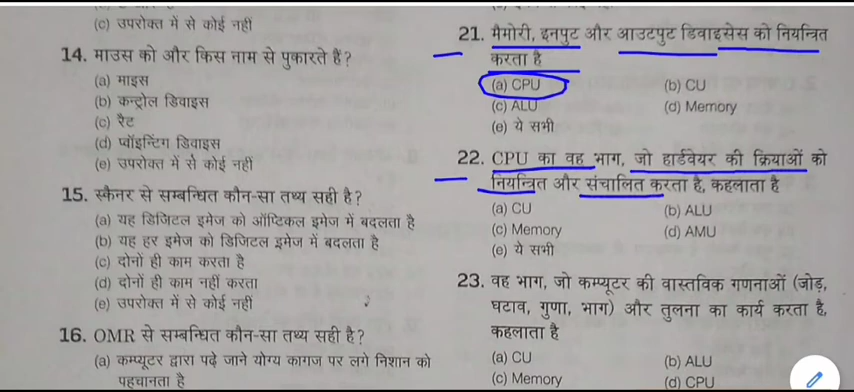 (c) उपरोक्त में से कोई नहीं
14. माउस को और किस नाम से पुकारते हैं?
(a) माइस
(b) कन्ट्रोल डिवाइस
(c) रैट
(d) प्वॉइन्टिंग डिवाइस
(e) उपरोक्त में से कोई नहीं
15. स्कैनर से सम्बन्धित कौन-सा तथ्य सही है?
(a) यह डिजिटल इमेज को ऑप्टिकल इमेज में बदलता है
(b) यह हर इमेज को डिजिटल इमेज में बदलता है
(c) दोनों ही काम करता है
(d) दोनों ही काम नहीं करता
(e) उपरोक्त में से कोई नहीं
16. OMR से सम्बन्धित कौन-सा तथ्य सही है?
(a) कम्प्यूटर द्वारा पढ़े जाने योग्य कागज पर लगे निशान को
पहचानता है
21. मैमोरी, इनपुट और आउटपुट डिवाइसेस को नियन्त्रित
करता है
(a) CPU (b) CU
(c) ALU (d) Memory
(e) ये सभी
22. CPU का वह भाग, जो हार्डवेयर की क्रियाओं को
नियन्त्रित और संचालित करता है, कहलाता है
(a) CU (b) ALU
(c) Memory (d) AMU
(e) ये सभी
23. वह भाग, जो कम्प्यूटर की वास्तविक गणनाओं (जोड़,
घटाव, गुणा, भाग) और तुलना का कार्य करता है,
कहलाता है
(a) CU (b) ALU
(c) Memory (d) CPU